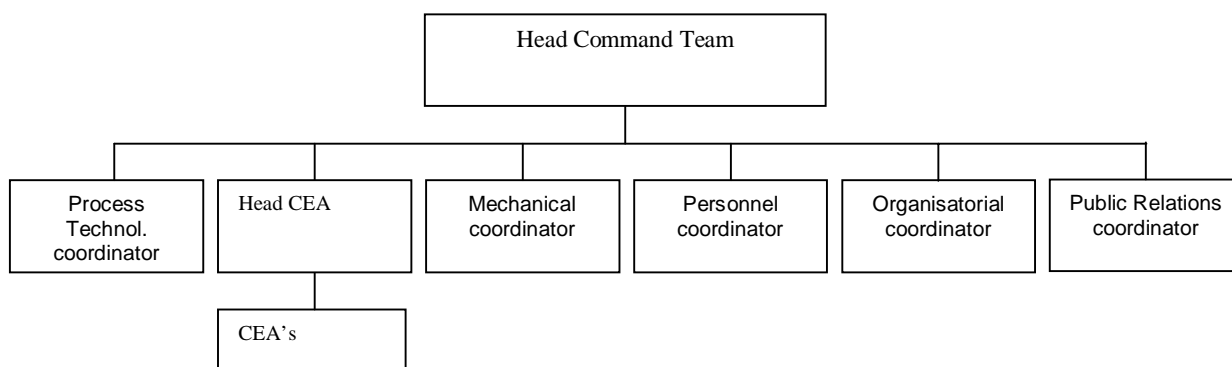 Head Command Team
Process
Technol.
coordinator
Head CEA
Mechanical
coordinator
Personnel
coordinator
Organisatorial
coordinator
Public Relations
coordinator
CEA’s